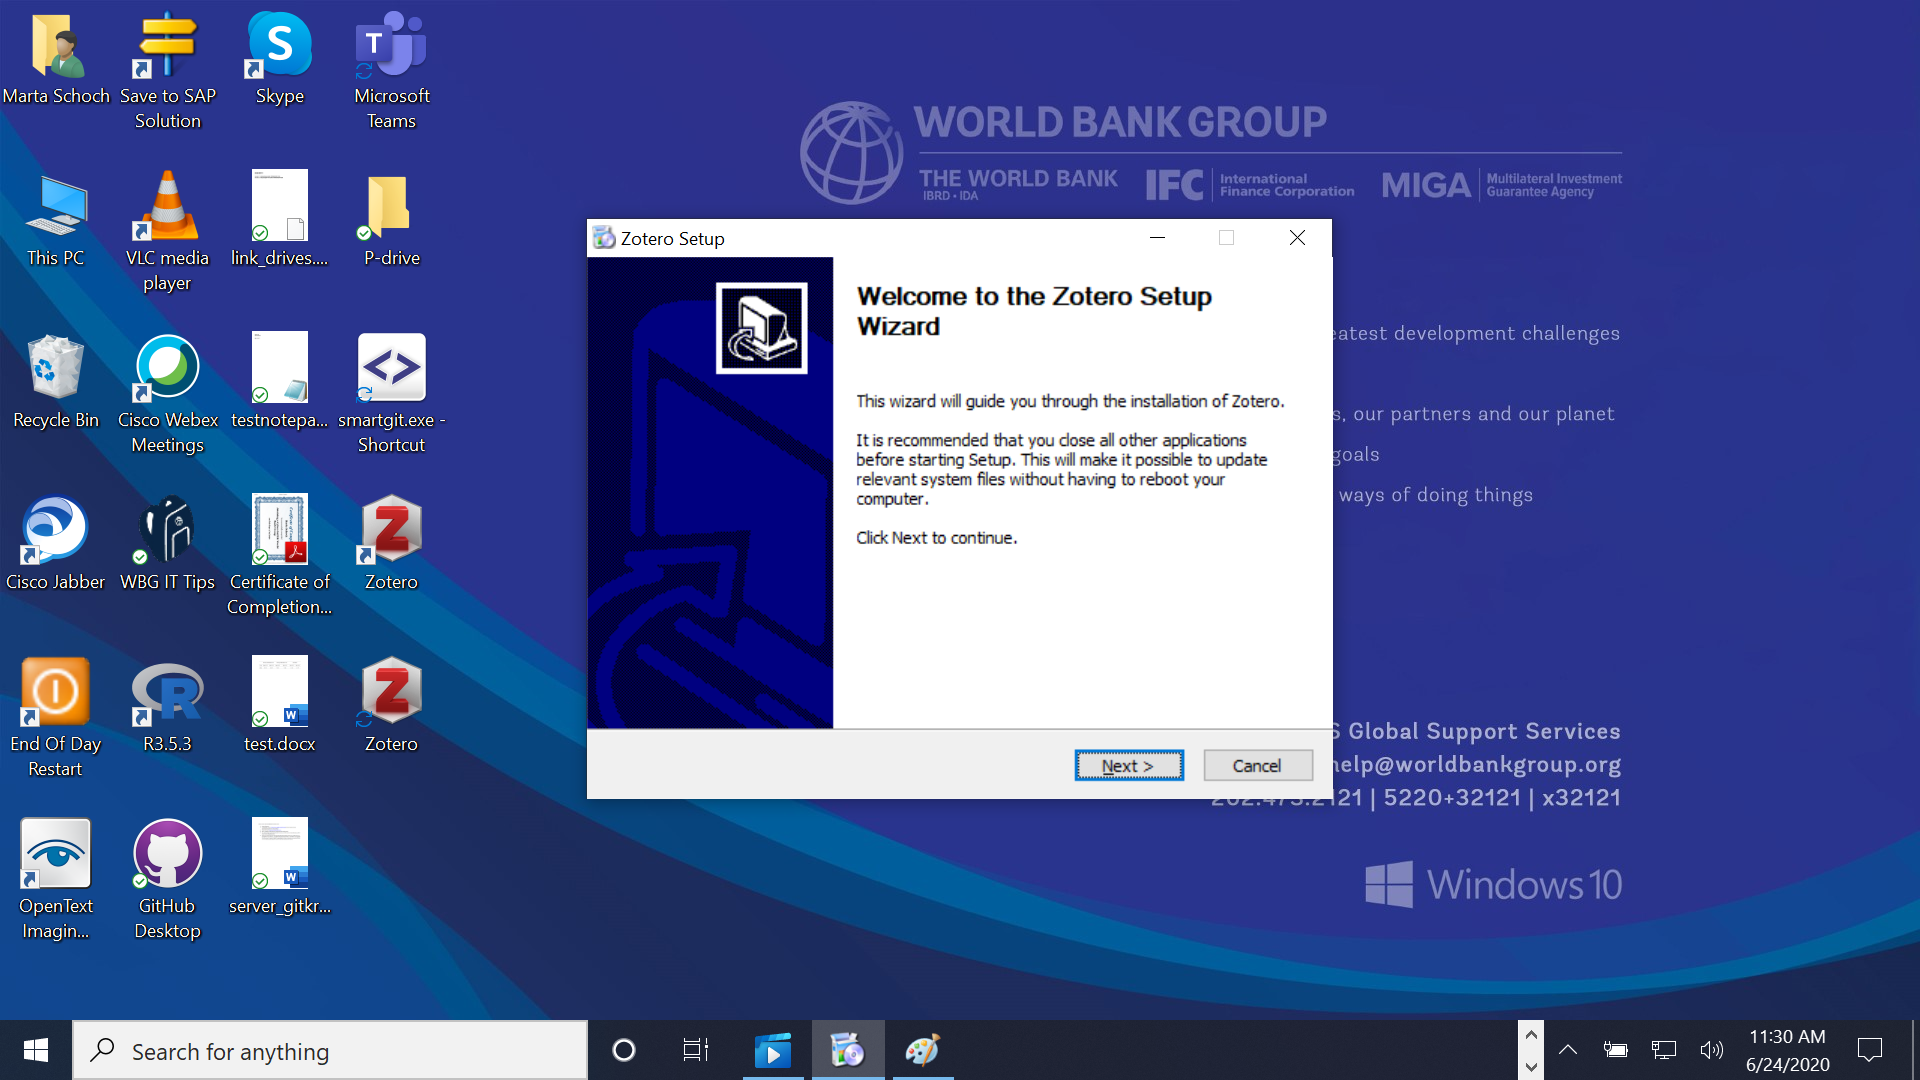 Marta Schoch
Save to SAP
Solution
Skype
Microsoft
Teams
This PC
VLC media
player
link_drives....
P-drive
Recycle Bin
Cisco Webex
Meetings
testnotepa...
smartgit.exe -
Shortcut
Cisco Jabber
WBG IT Tips
Certificate of
Completion...
Zotero
End Of Day
Restart
R3.5.3
test.docx
Zotero
OpenText
Imagin...
GitHub
Desktop
server_gitkr...
WORLD BANK GROUP
THE WORLD BANK
IBRD • IDA
IFC
International
Finance Corporation
MIGA
Multilateral Investment
Guarantee Agency
Zotero Setup
Welcome to the Zotero Setup
Wizard
This wizard will guide you through the installation of Zotero.
It is recommended that you close all other applications
before starting Setup. This will make it possible to update
relevant system files without having to reboot your
computer.
Click Next to continue.
Next >
Cancel
development challenges
our partners and our planet
goals
ways of doing things
Global Support Services
help@worldbankgroup.org
| 5220+32121 | x32121
Windows 10
Search for anything
11:30 AM
6/24/2020